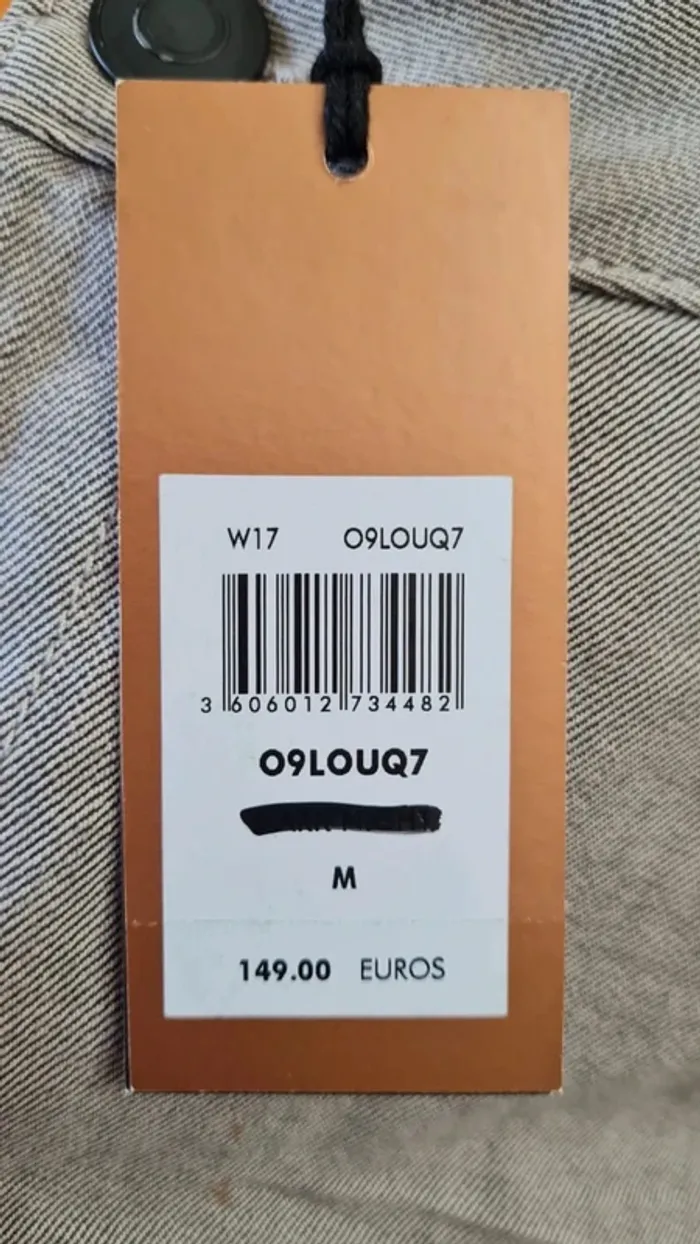 W17 O9LOUQ7
3 606012 734482
O9LOUQ7
M
149.00 EUROS